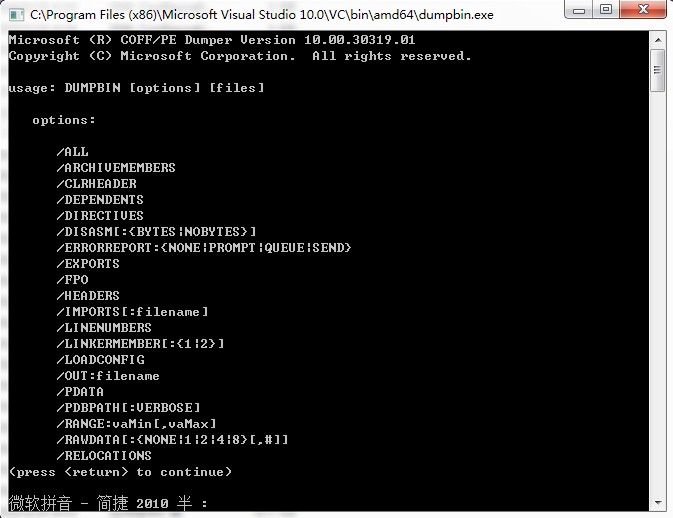 C:\Program Files (x86)\Microsoft Visual Studio 10.0\VC\bin\amd64\dumpbin.exe
Microsoft (R) COFF/PE Dumper Version 10.00.30319.01
Copyright (C) Microsoft Corporation.  All rights reserved.
usage: DUMPBIN [options] [files]
options:
/ALL
/ARCHIVEMEMBERS
/CLRHEADER
/DEPENDENTS
/DIRECTIVES
/DISASM[:{BYTES|NOBYTES}]
/ERRORREPORT:{NONE|PROMPT|QUEUE|SEND}
/EXPORTS
/FPO
/HEADERS
/IMPORTS[:filename]
/LINENUMBERS
/LINKERMEMBER[:{1|2}]
/LOADCONFIG
/OUT:filename
/PDATA
/PDBPATH[:VERBOSE]
/RANGE:vaMin[,vaMax]
/RAWDATA[:{NONE|1|2|4|8}[,#]]
/RELOCATIONS
(press <return> to continue)
微软拼音 - 简捷 2010 半 :